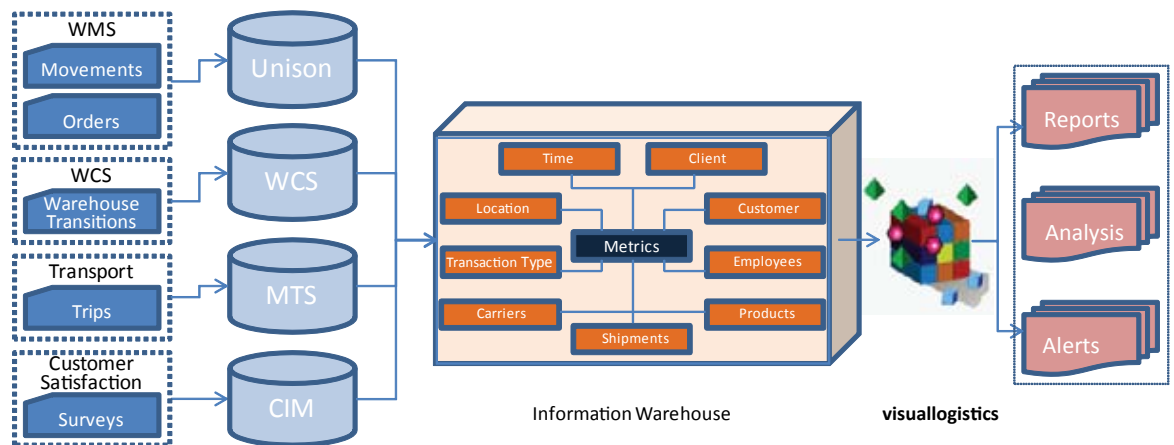 WMS
Movements
Orders
Unison
WCS
Warehouse
Transitions
WCS
Transport
Trips
MTS
Customer
Satisfaction
Surveys
CIM
Time
Client
Location
Customer
Metrics
Transaction Type
Employees
Carriers
Products
Shipments
Information Warehouse
visuallogistics
Reports
Analysis
Alerts